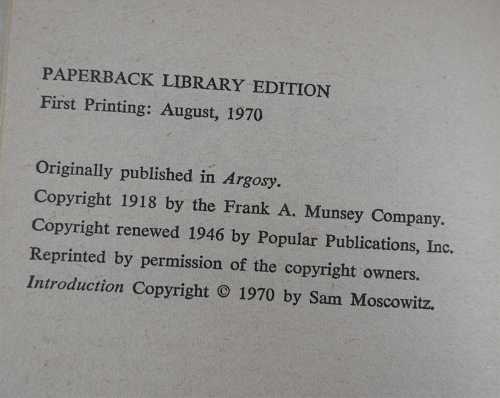 PAPERBACK LIBRARY EDITION
First Printing: August, 1970
Originally published in Argosy.
Copyright 1918 by the Frank A. Munsey Company.
Copyright renewed 1946 by Popular Publications, Inc.
Reprinted by permission of the copyright owners.
Introduction Copyright © 1970 by Sam Moscowitz.